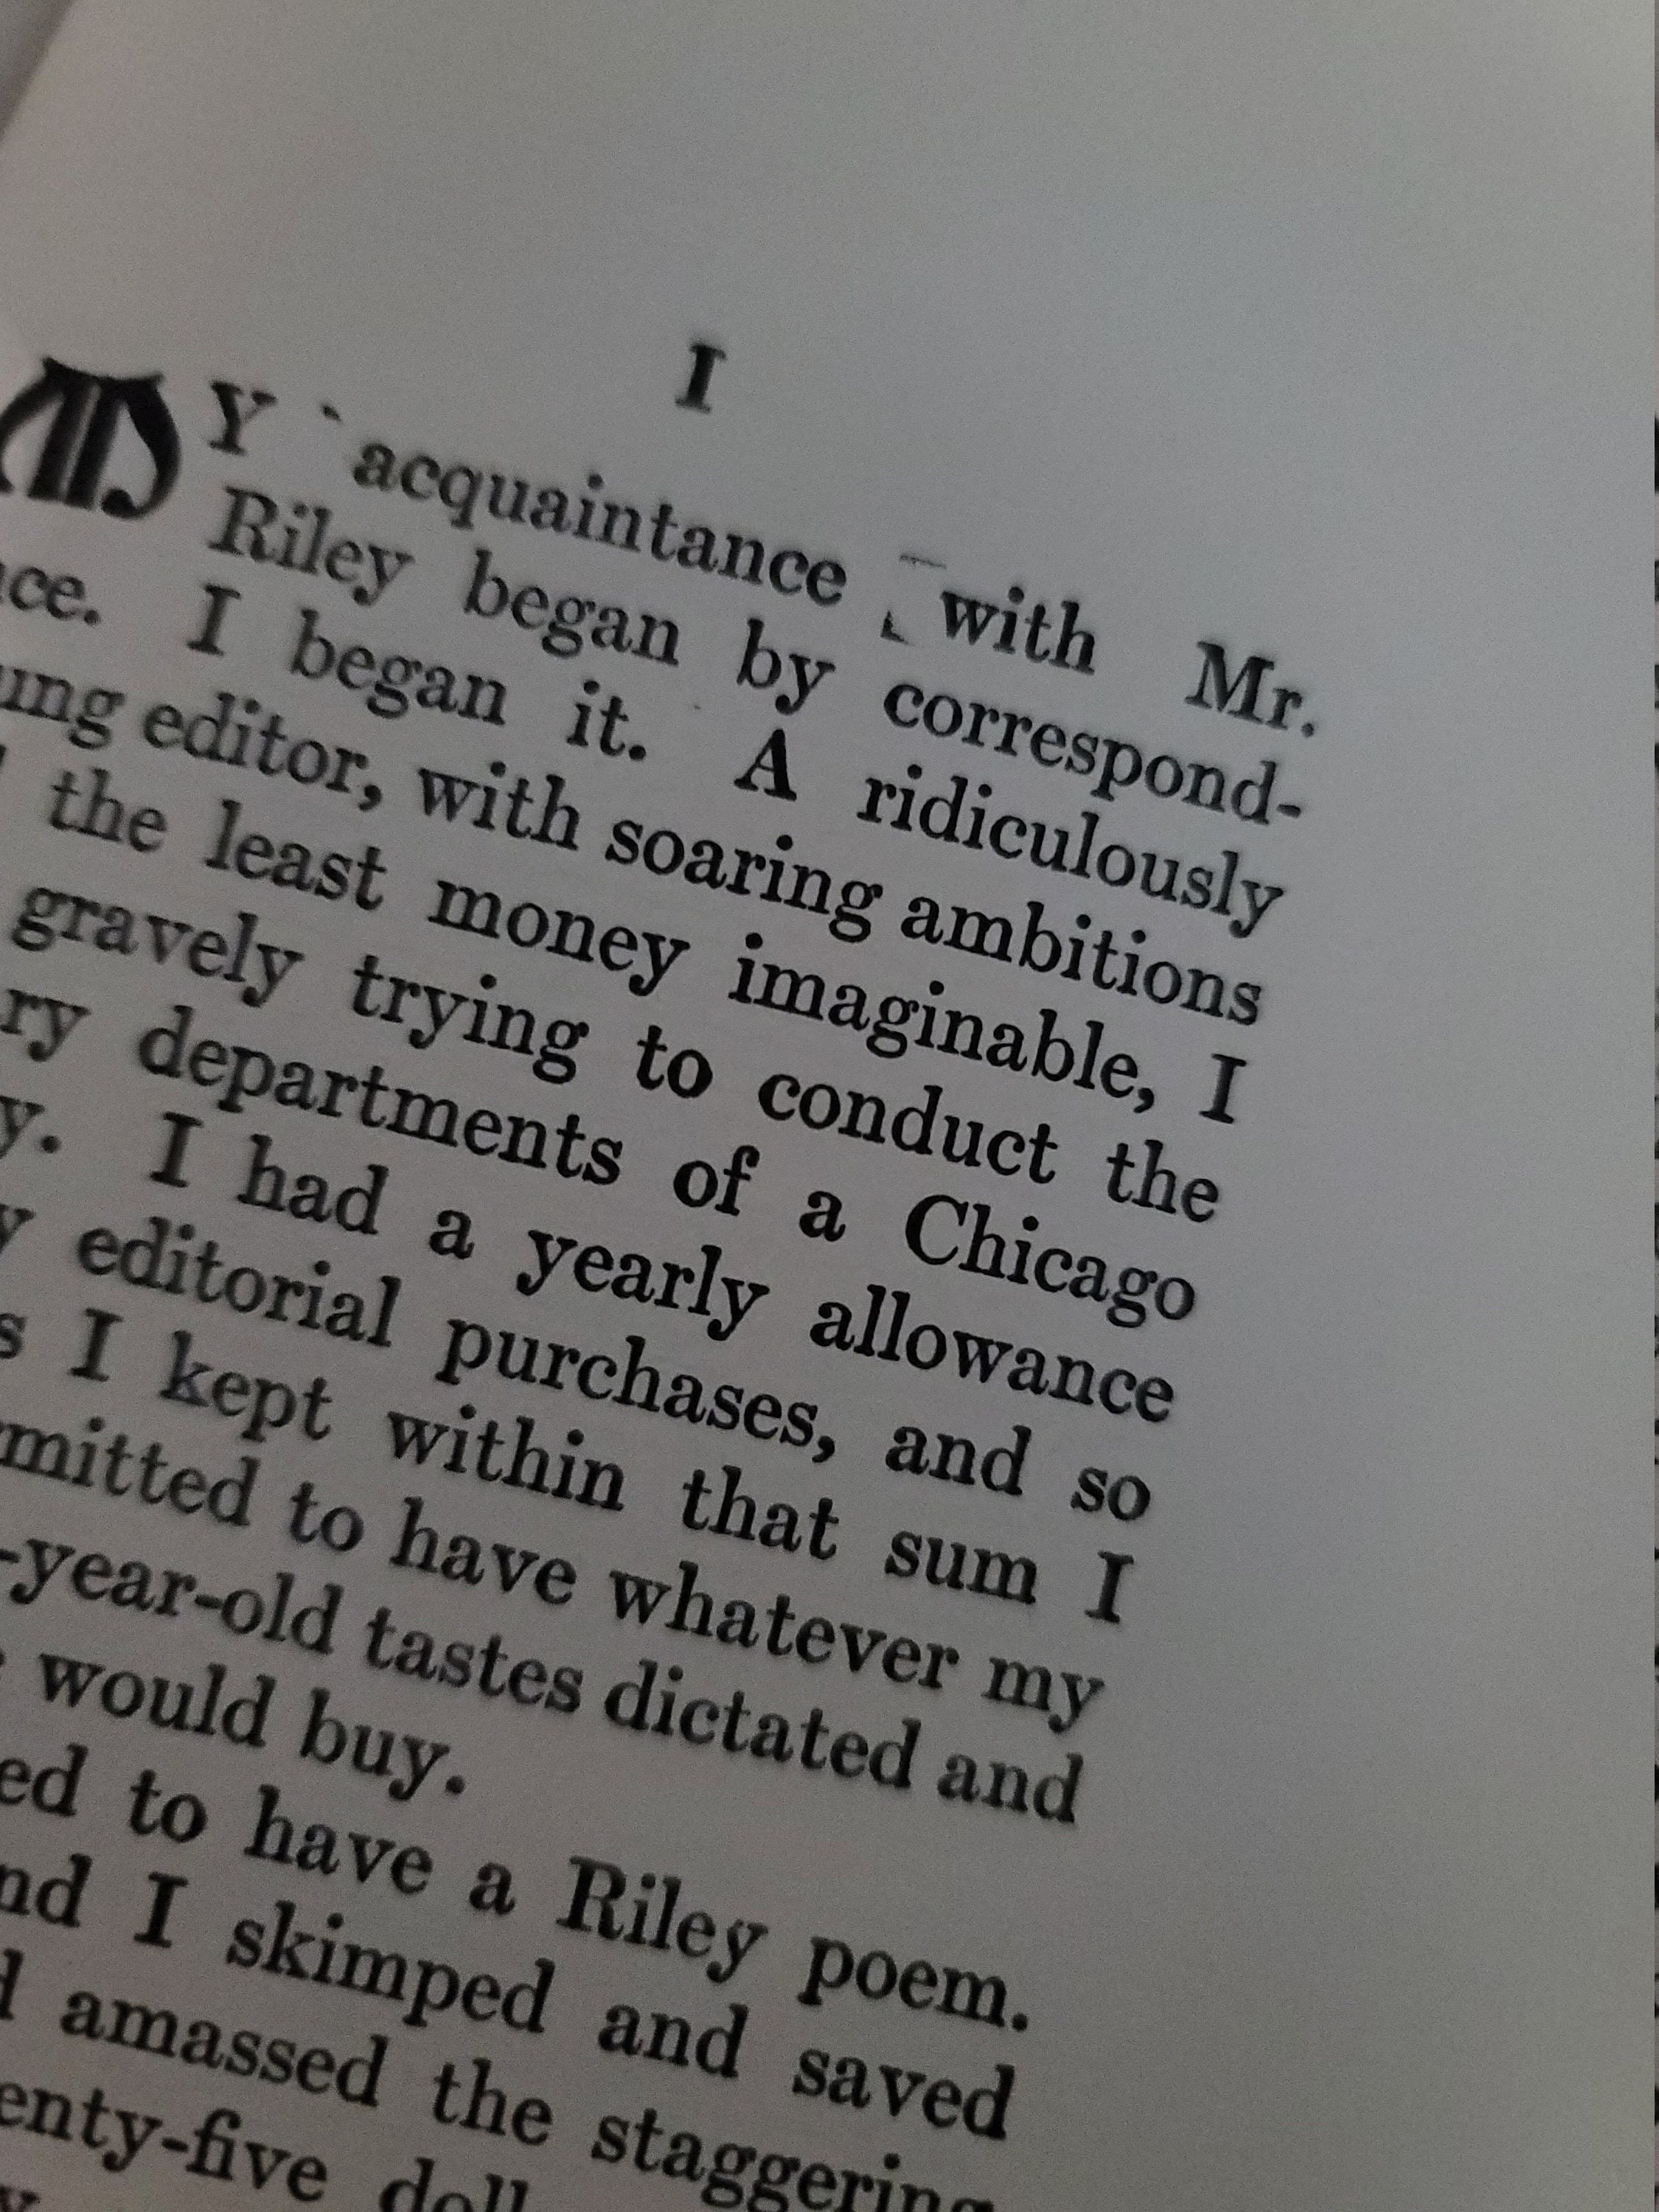 I
MY acquaintance with Mr.
Riley began by correspond-
ce. I began it. A ridiculously
ung editor, with soaring ambitions
the least money imaginable, I
gravely trying to conduct the
ry departments of a Chicago
y. I had a yearly allowance
y editorial purchases, and so
s I kept within that sum I
mitted to have whatever my
-year-old tastes dictated and
would buy.
ed to have a Riley poem.
nd I skimped and saved
d amassed the staggering
enty-five doll